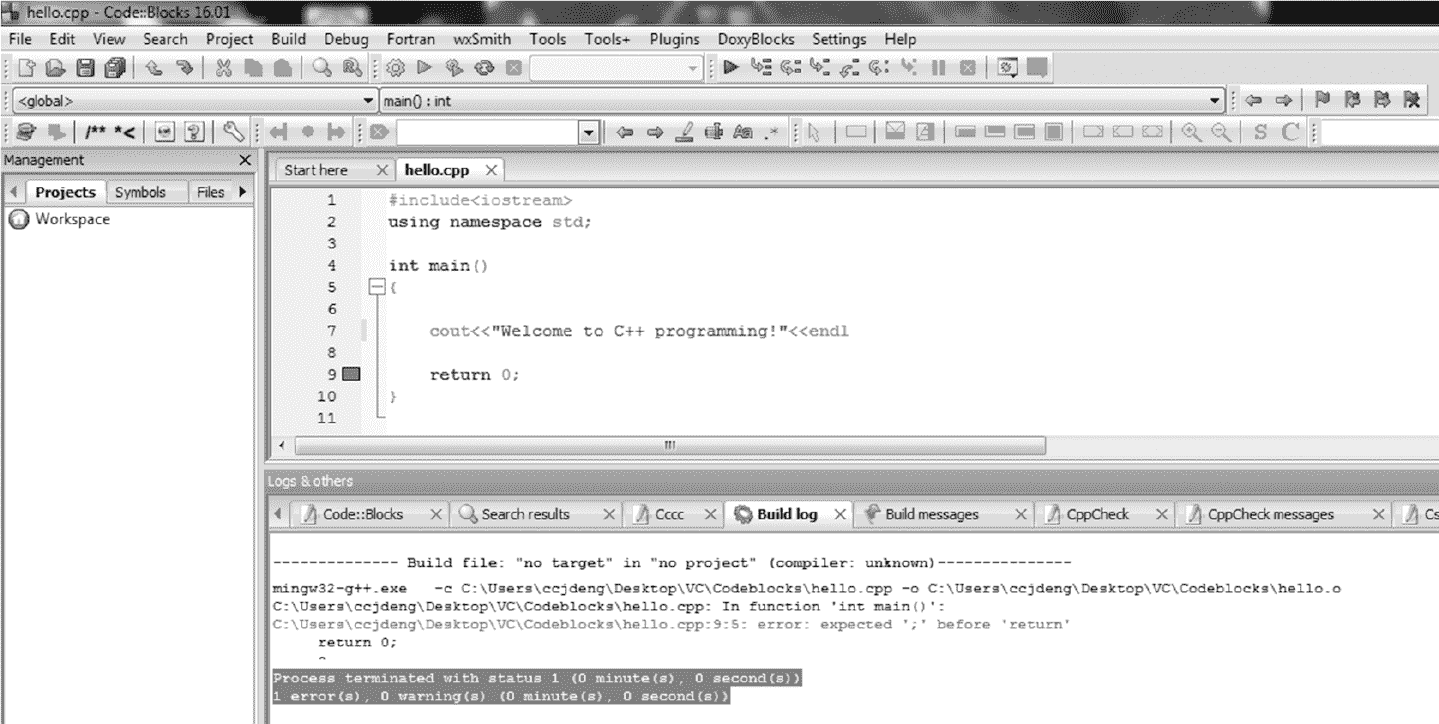 hello.cpp - Code::Blocks 16.01
File Edit View Search Project Build Debug Fortran wxSmith Tools Tools+ Plugins DoxyBlocks Settings Help
<global> main() : int
/** *< Aa .* S C
Management
Projects Symbols Files
Workspace
Start here hello.cpp
1 #include<iostream>
2 using namespace std;
3
4 int main()
5 {
6
7 cout<<"Welcome to C++ programming!"<<endl
8
9 return 0;
10 }
11
Logs & others
Code::Blocks Search results Cccc Build log Build messages CppCheck CppCheck messages Cs
-------------- Build file: "no target" in "no project" (compiler: unknown)---------------
mingw32-g++.exe -c C:\Users\ccjdeng\Desktop\VC\Codeblocks\hello.cpp -o C:\Users\ccjdeng\Desktop\VC\Codeblocks\hello.o
C:\Users\ccjdeng\Desktop\VC\Codeblocks\hello.cpp: In function 'int main()':
C:\Users\ccjdeng\Desktop\VC\Codeblocks\hello.cpp:9:5: error: expected ';' before 'return'
return 0;
Process terminated with status 1 (0 minute(s), 0 second(s))
1 error(s), 0 warning(s) (0 minute(s), 0 second(s))